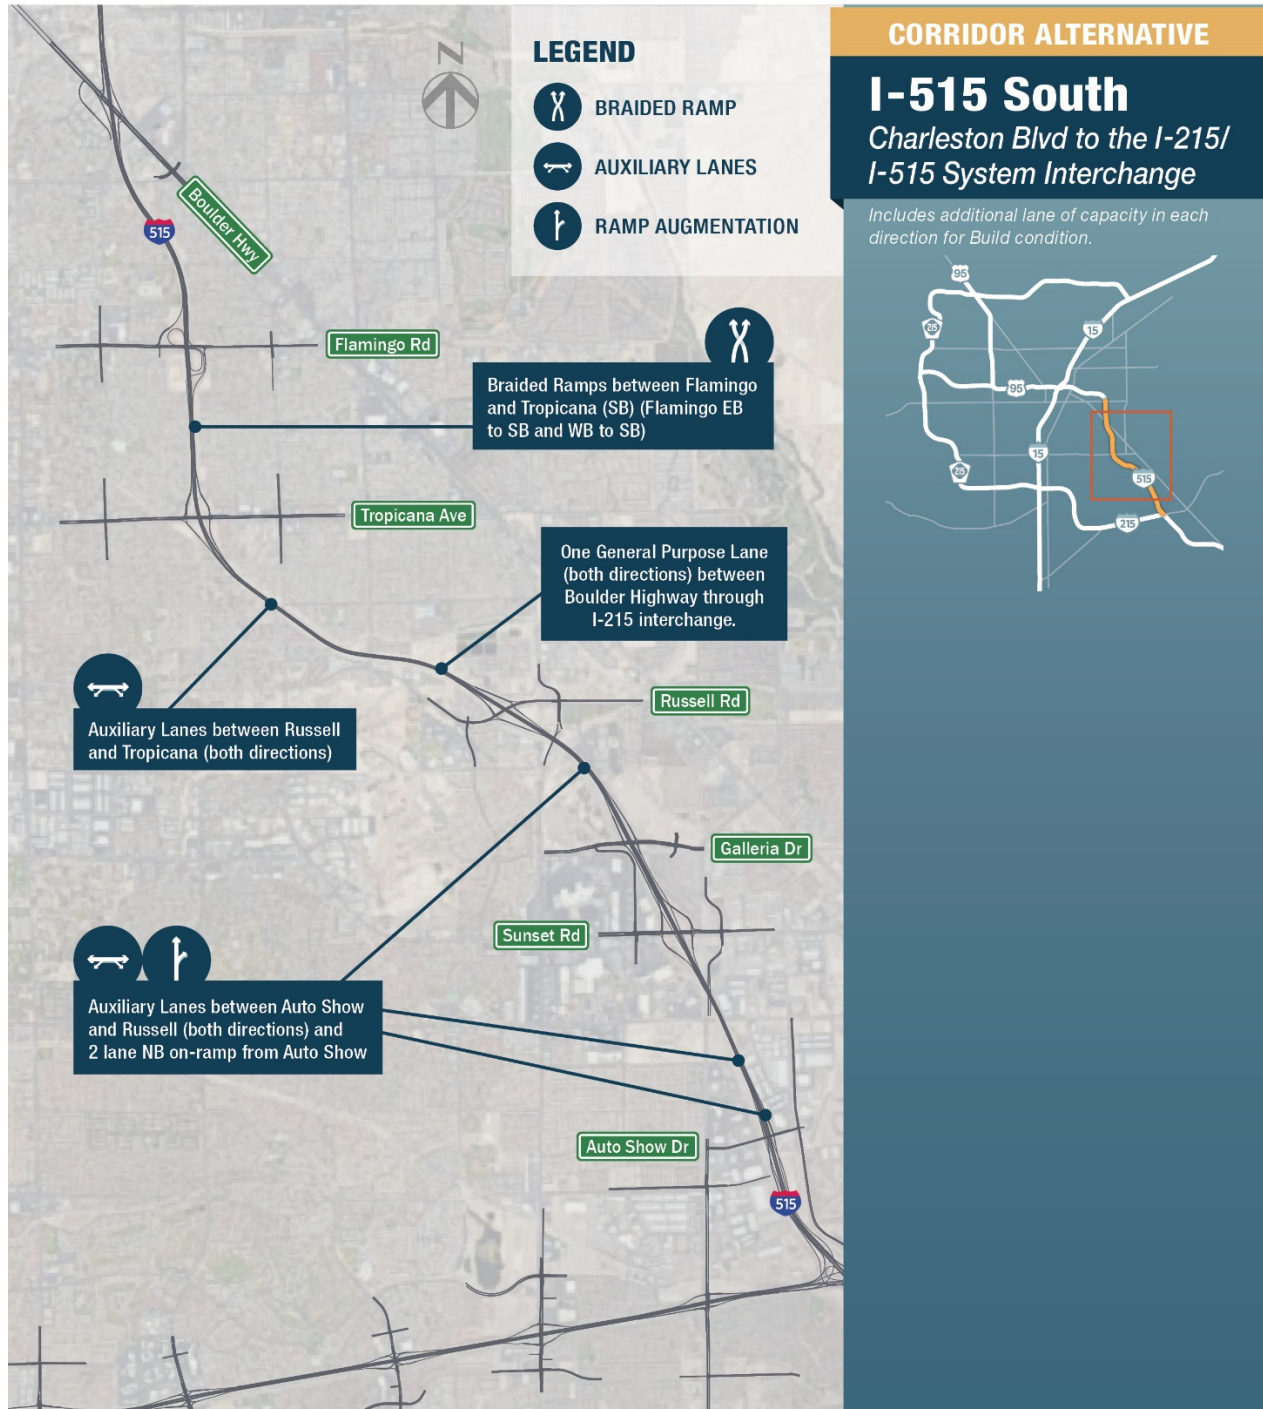 LEGEND
N
BRAIDED RAMP
AUXILIARY LANES
RAMP AUGMENTATION
CORRIDOR ALTERNATIVE
I-515 South
Charleston Blvd to the I-215/
I-515 System Interchange
Includes additional lane of capacity in each
direction for Build condition.
95
215
15
95
15
215
515
215
Boulder Hwy
515
Flamingo Rd
Braided Ramps between Flamingo
and Tropicana (SB) (Flamingo EB
to SB and WB to SB)
Tropicana Ave
One General Purpose Lane
(both directions) between
Boulder Highway through
I-215 interchange.
Russell Rd
Auxiliary Lanes between Russell
and Tropicana (both directions)
Galleria Dr
Sunset Rd
Auxiliary Lanes between Auto Show
and Russell (both directions) and
2 lane NB on-ramp from Auto Show
Auto Show Dr
515